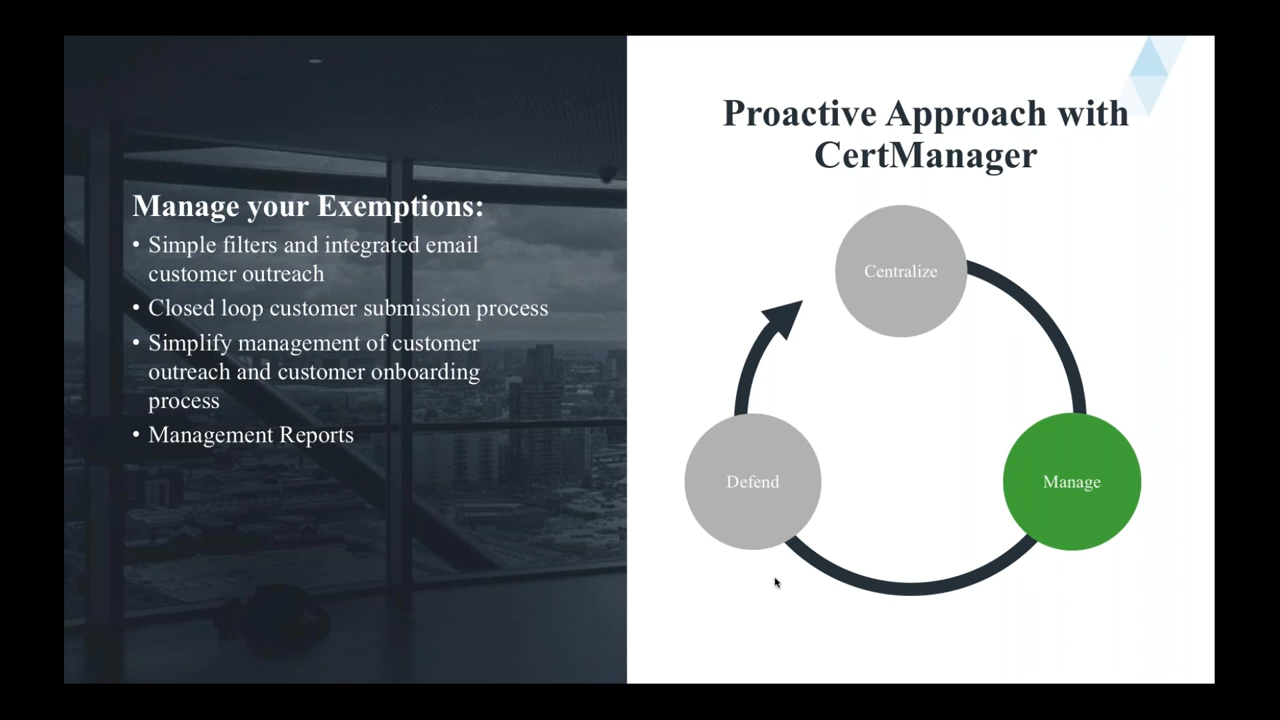 Manage your Exemptions:
• Simple filters and integrated email
customer outreach
• Closed loop customer submission process
• Simplify management of customer
outreach and customer onboarding
process
• Management Reports
Proactive Approach with
CertManager
Centralize
Defend
Manage